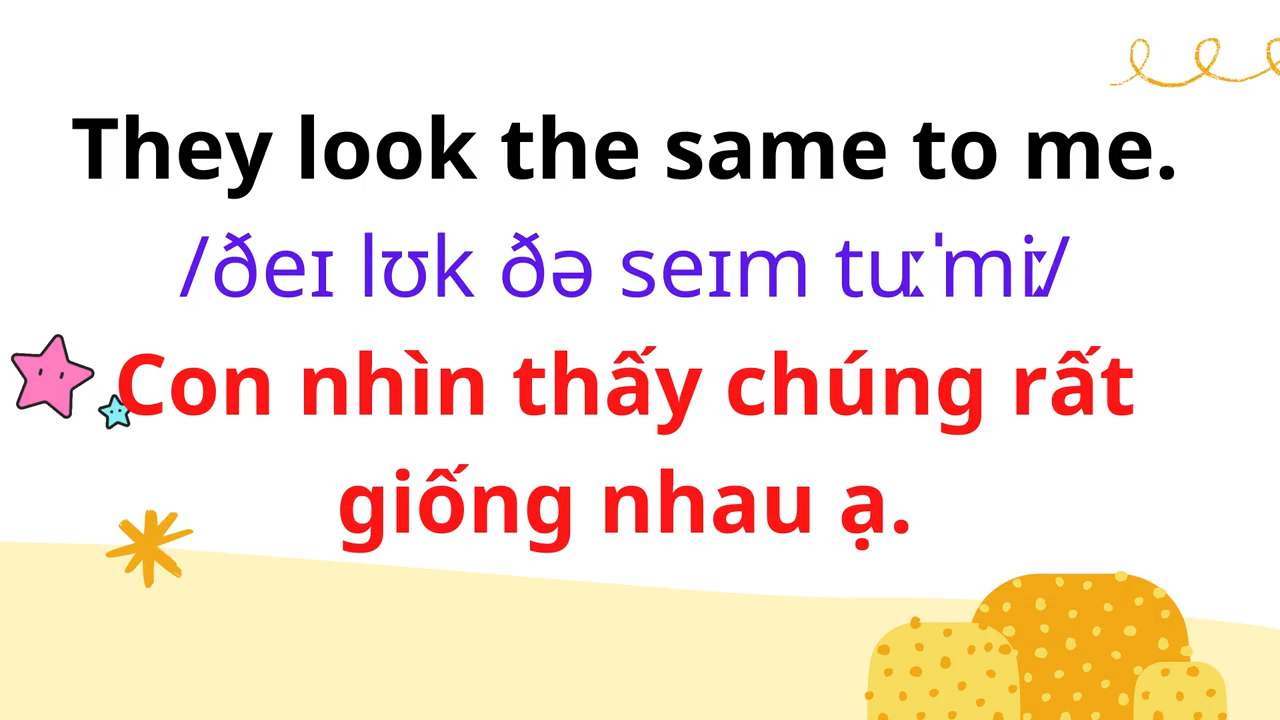 They look the same to me.
/ðeɪ lʊk ðə seɪm tuːˈmiː/
Con nhìn thấy chúng rất
giống nhau ạ.